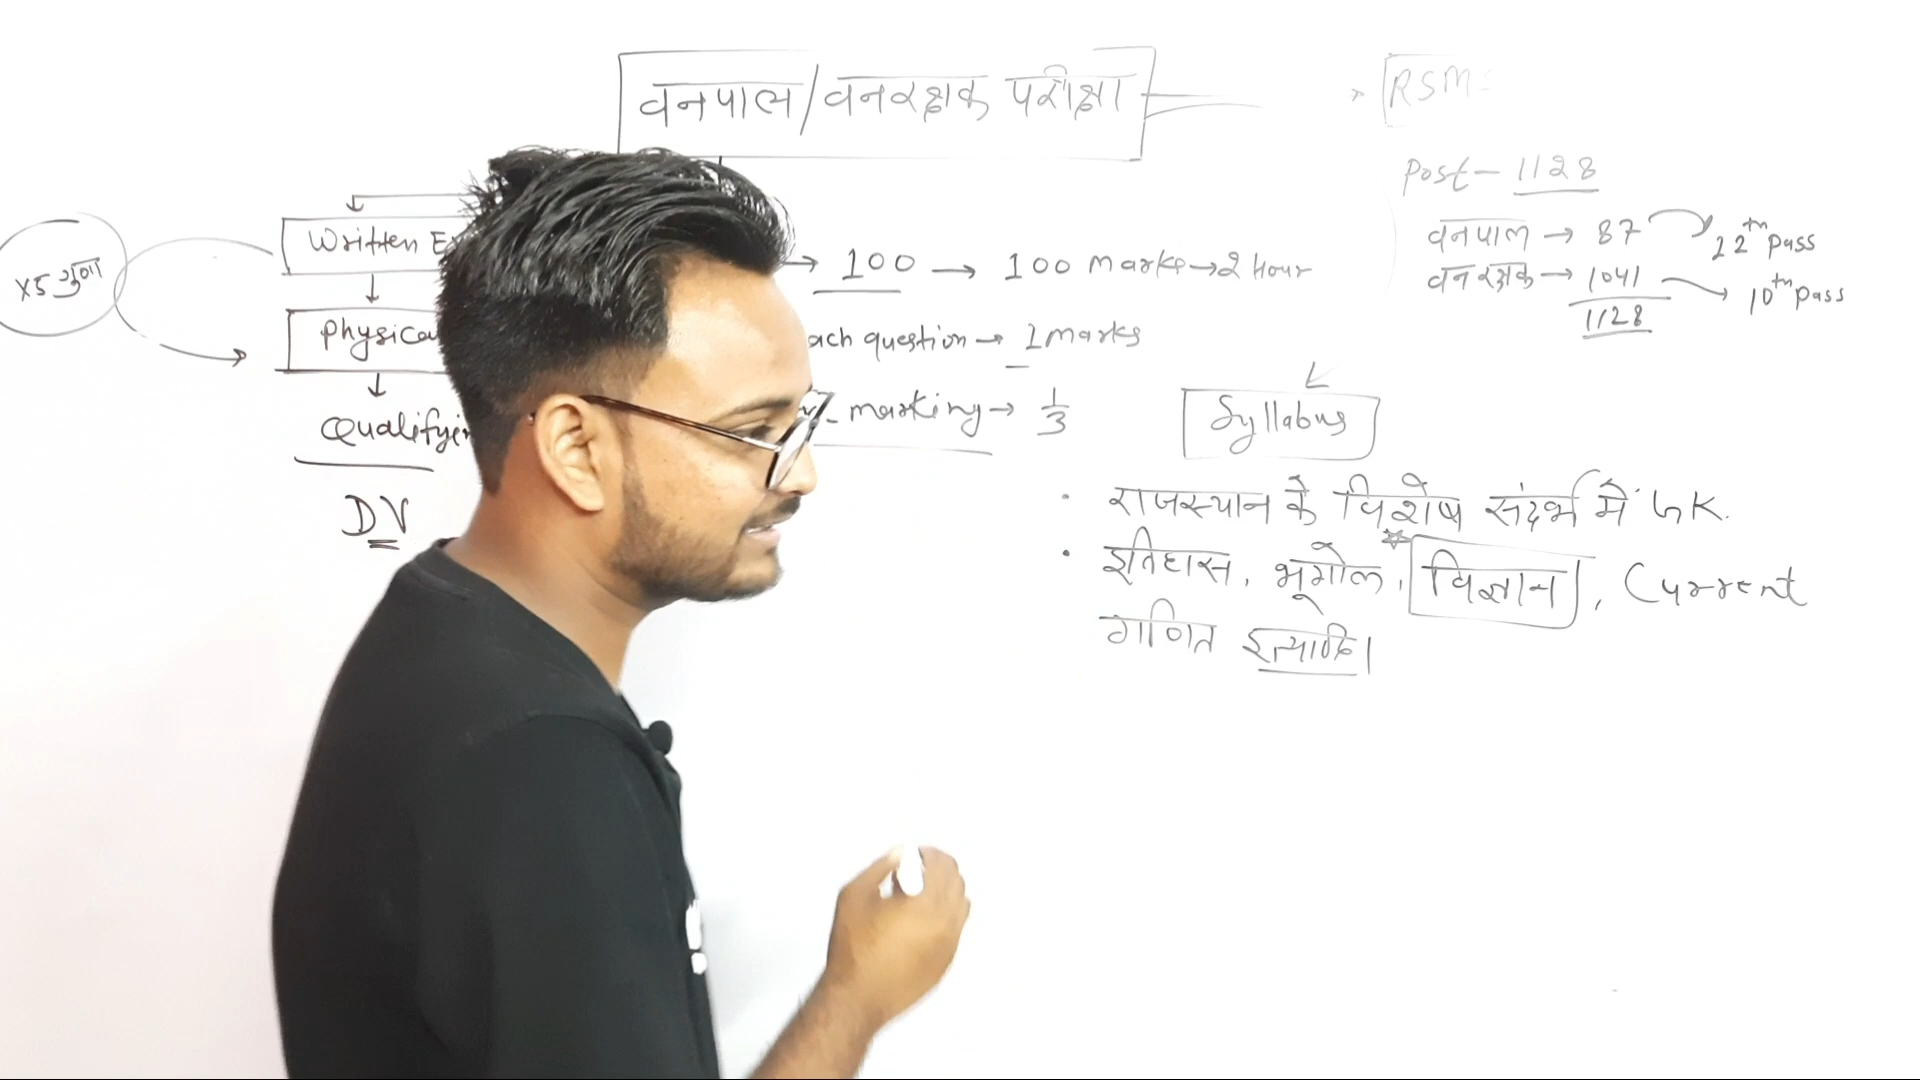 वनपाल/वनरक्षक परीक्षा
RSM
Post - 1128
वनपाल → 87 12th pass
वनरक्षक → 1041 10th pass
1128
Written
x5 गुणा
Physica
Qualifyin
DV
→ 100 → 100 marks → 2 Hour
ach question → 1 marks
marking → 1/3
Syllabus
• राजस्थान के विशेष संदर्भ में GK.
• इतिहास, भूगोल, विज्ञान, Current
गणित इत्यादि।